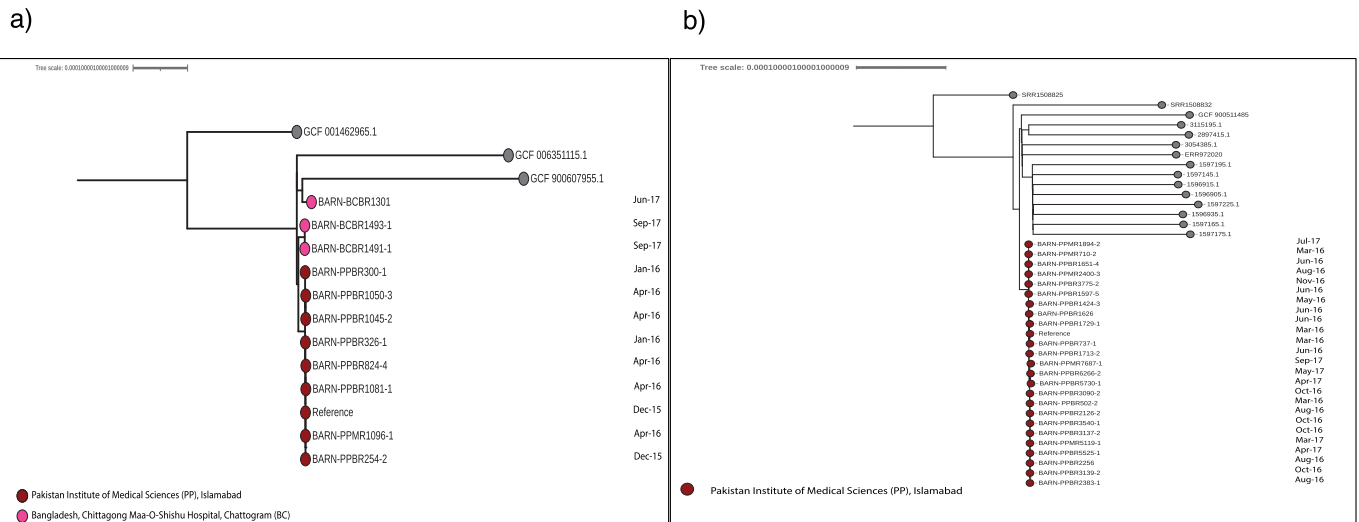 a)
Tree scale: 0.00010000100001000009
GCF 001462965.1
GCF 006351115.1
GCF 900607955.1
BARN-BCBR1301 Jun-17
BARN-BCBR1493-1 Sep-17
BARN-BCBR1491-1 Sep-17
BARN-PPBR300-1 Jan-16
BARN-PPBR1050-3 Apr-16
BARN-PPBR1045-2 Apr-16
BARN-PPBR326-1 Jan-16
BARN-PPBR824-4 Apr-16
BARN-PPBR1081-1 Apr-16
Reference Dec-15
BARN-PPMR1096-1 Apr-16
BARN-PPBR254-2 Dec-15
Pakistan Institute of Medical Sciences (PP), Islamabad
Bangladesh, Chittagong Maa-O-Shishu Hospital, Chattogram (BC)
b)
Tree scale: 0.00010000100001000009
SRR1508825
SRR1508832
GCF 900511485
3115195.1
2897415.1
3054385.1
ERR972020
1597195.1
1597145.1
1596915.1
1596905.1
1597225.1
1596935.1
1597165.1
1597175.1
BARN-PPMR1894-2 Jul-17
BARN-PPMR710-2 Mar-16
BARN-PPBR1651-4 Jun-16
BARN-PPMR2400-3 Aug-16
BARN-PPBR3775-2 Nov-16
BARN-PPBR1597-5 Jun-16
BARN-PPBR1424-3 May-16
BARN-PPBR1626 Jun-16
BARN-PPBR1729-1 Jun-16
Reference Mar-16
BARN-PPBR737-1 Mar-16
BARN-PPBR1713-2 Jun-16
BARN-PPMR7687-1 Sep-17
BARN-PPBR6266-2 May-17
BARN-PPBR5730-1 Apr-17
BARN-PPBR3090-2 Oct-16
BARN- PPBR502-2 Mar-16
BARN-PPBR2126-2 Aug-16
BARN-PPBR3540-1 Oct-16
BARN-PPBR3137-2 Oct-16
BARN-PPMR5119-1 Mar-17
BARN-PPBR5525-1 Apr-17
BARN-PPBR2256 Aug-16
BARN-PPBR3139-2 Oct-16
BARN-PPBR2383-1 Aug-16
Pakistan Institute of Medical Sciences (PP), Islamabad